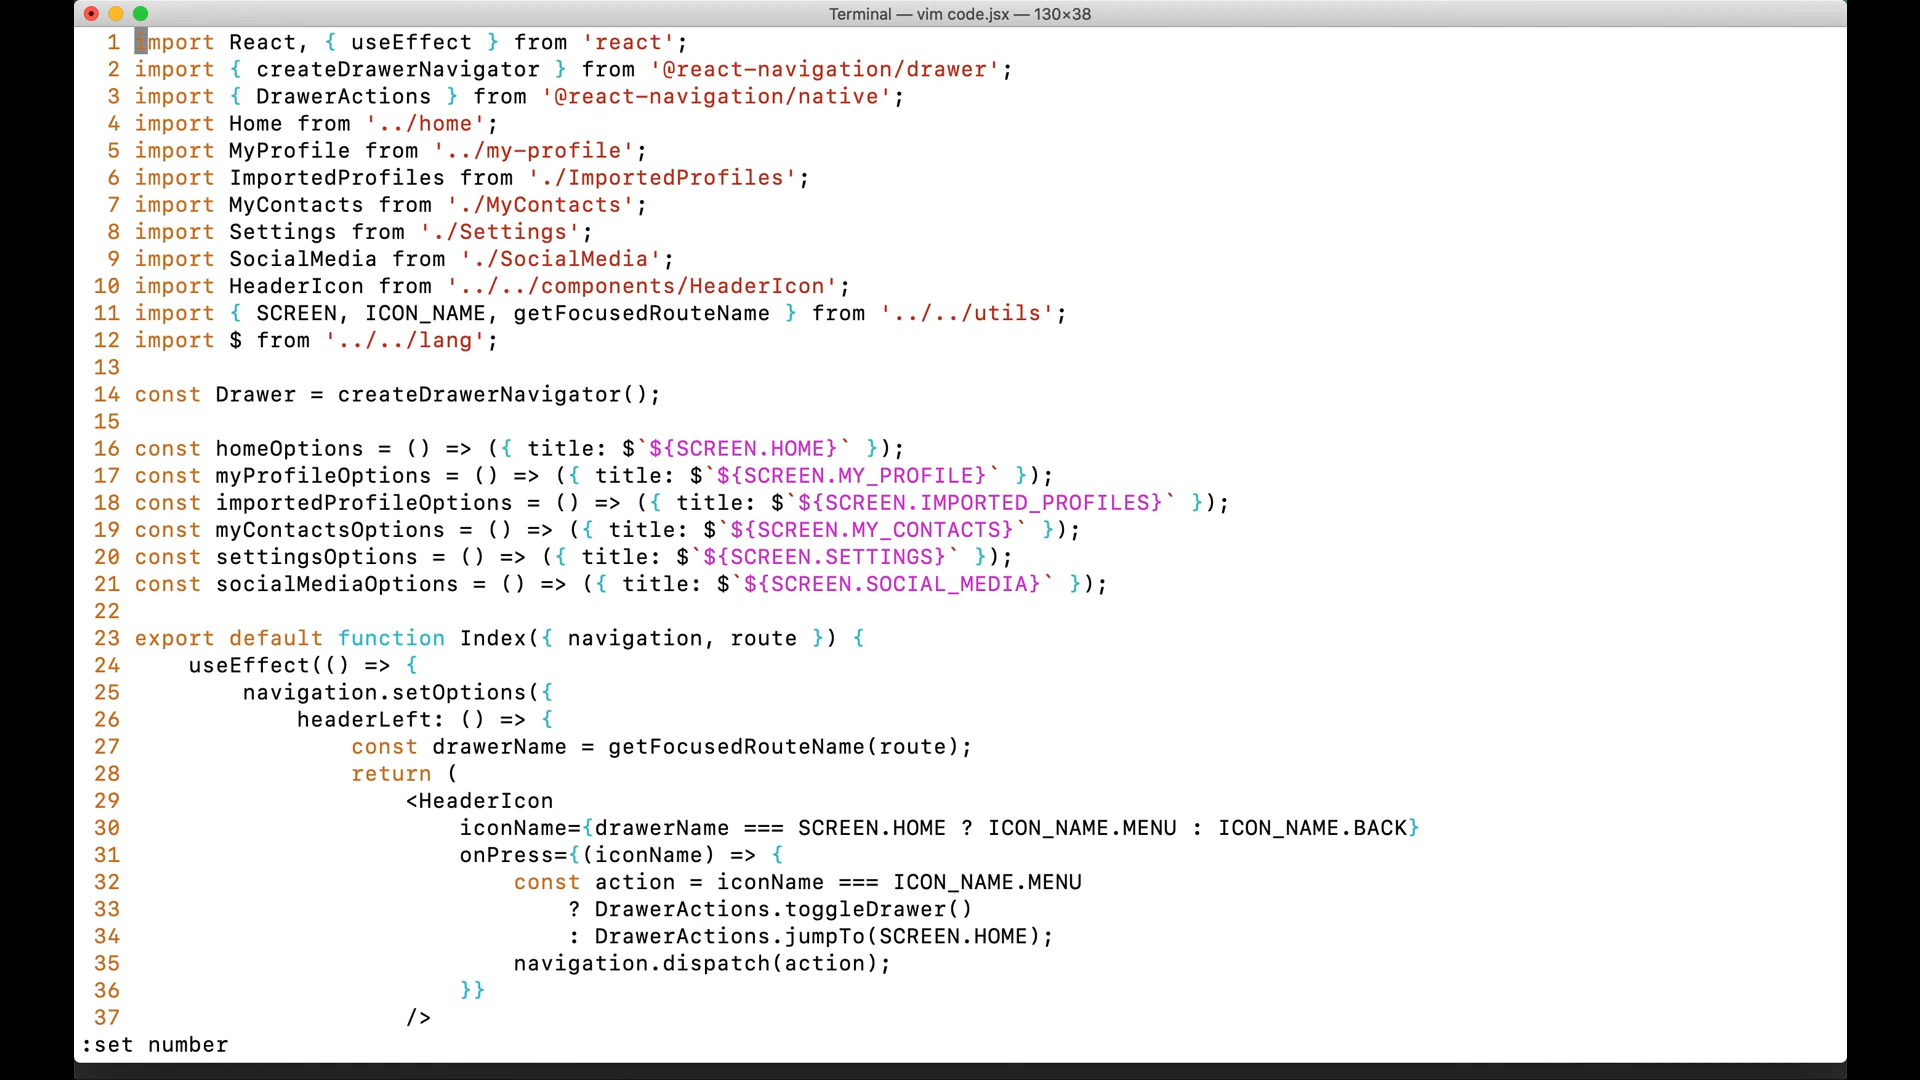 Terminal — vim code.jsx — 130×38
1 import React, { useEffect } from 'react';
2 import { createDrawerNavigator } from '@react-navigation/drawer';
3 import { DrawerActions } from '@react-navigation/native';
4 import Home from '../home';
5 import MyProfile from '../my-profile';
6 import ImportedProfiles from './ImportedProfiles';
7 import MyContacts from './MyContacts';
8 import Settings from './Settings';
9 import SocialMedia from './SocialMedia';
10 import HeaderIcon from '../../components/HeaderIcon';
11 import { SCREEN, ICON_NAME, getFocusedRouteName } from '../../utils';
12 import $ from '../../lang';
13
14 const Drawer = createDrawerNavigator();
15
16 const homeOptions = () => ({ title: $`${SCREEN.HOME}` });
17 const myProfileOptions = () => ({ title: $`${SCREEN.MY_PROFILE}` });
18 const importedProfileOptions = () => ({ title: $`${SCREEN.IMPORTED_PROFILES}` });
19 const myContactsOptions = () => ({ title: $`${SCREEN.MY_CONTACTS}` });
20 const settingsOptions = () => ({ title: $`${SCREEN.SETTINGS}` });
21 const socialMediaOptions = () => ({ title: $`${SCREEN.SOCIAL_MEDIA}` });
22
23 export default function Index({ navigation, route }) {
24     useEffect(() => {
25         navigation.setOptions({
26             headerLeft: () => {
27                 const drawerName = getFocusedRouteName(route);
28                 return (
29                     <HeaderIcon
30                         iconName={drawerName === SCREEN.HOME ? ICON_NAME.MENU : ICON_NAME.BACK}
31                         onPress={(iconName) => {
32                             const action = iconName === ICON_NAME.MENU
33                                 ? DrawerActions.toggleDrawer()
34                                 : DrawerActions.jumpTo(SCREEN.HOME);
35                             navigation.dispatch(action);
36                         }}
37                     />
:set number